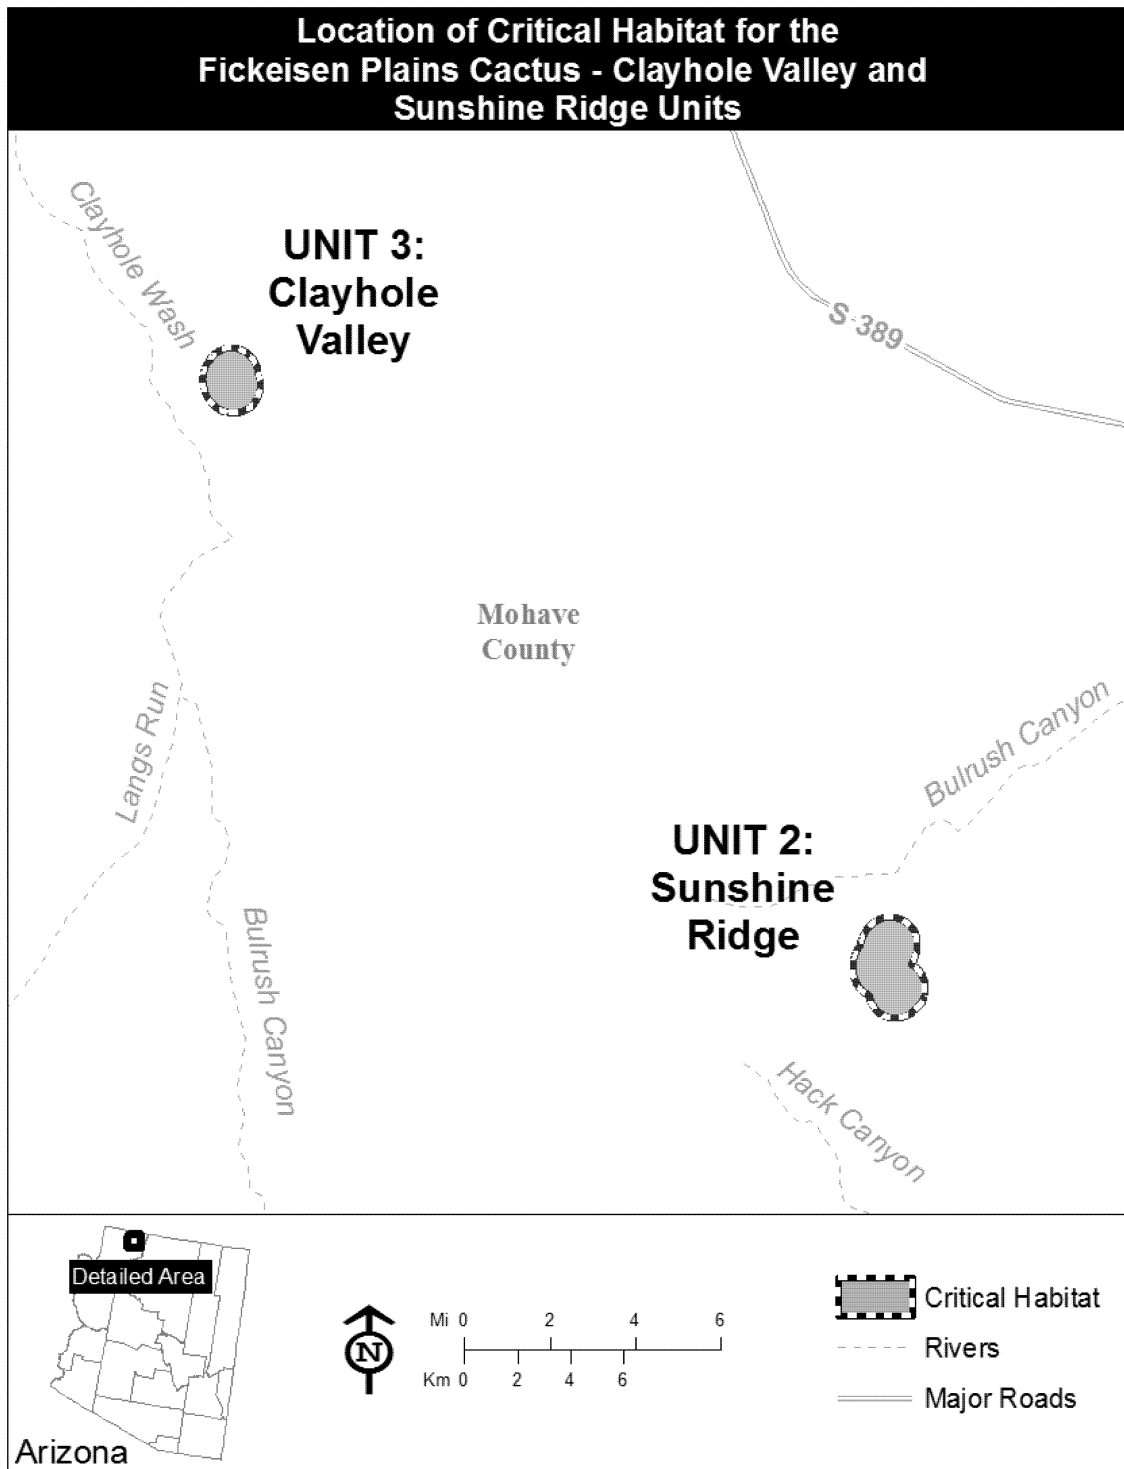 Location of Critical Habitat for the
Fickeisen Plains Cactus - Clayhole Valley and
Sunshine Ridge Units
Clayhole Wash
UNIT 3:
Clayhole
Valley
S 389
Mohave
County
Langs Run
Bulrush Canyon
UNIT 2:
Sunshine
Ridge
Bulrush Canyon
Hack Canyon
Detailed Area
Arizona
N
Mi 0 2 4 6
Km 0 2 4 6
Critical Habitat
Rivers
Major Roads